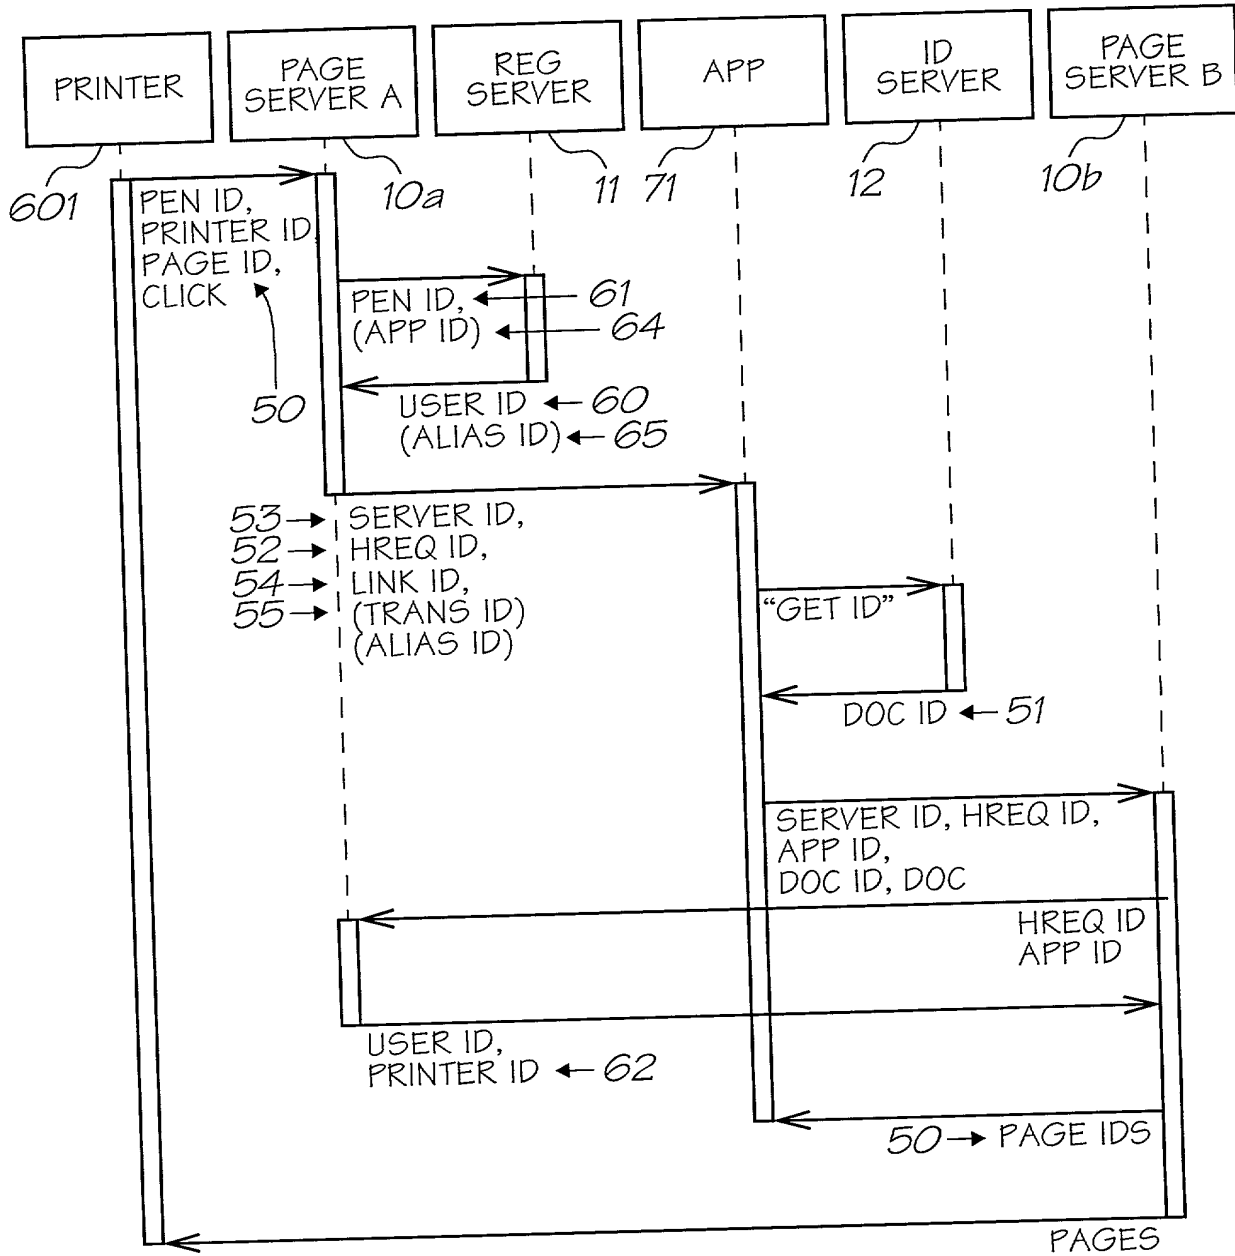 PRINTER
PAGE
SERVER A
REG
SERVER
APP
ID
SERVER
PAGE
SERVER B
601
10a
11
71
12
10b
PEN ID,
PRINTER ID
PAGE ID,
CLICK
50
PEN ID, 61
(APP ID) 64
USER ID 60
(ALIAS ID) 65
53 SERVER ID,
52 HREQ ID,
54 LINK ID,
55 (TRANS ID)
(ALIAS ID)
"GET ID"
DOC ID 51
SERVER ID, HREQ ID,
APP ID,
DOC ID, DOC
HREQ ID
APP ID
USER ID,
PRINTER ID 62
50 PAGE IDS
PAGES